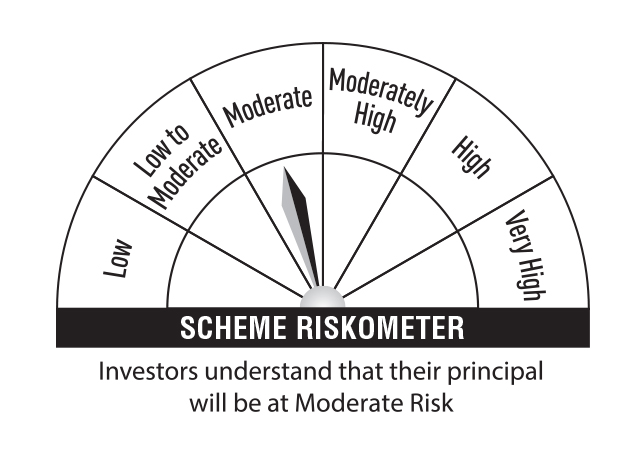 Low
Low to
Moderate
Moderate
Moderately
High
High
Very High
SCHEME RISKOMETER
Investors understand that their principal
will be at Moderate Risk